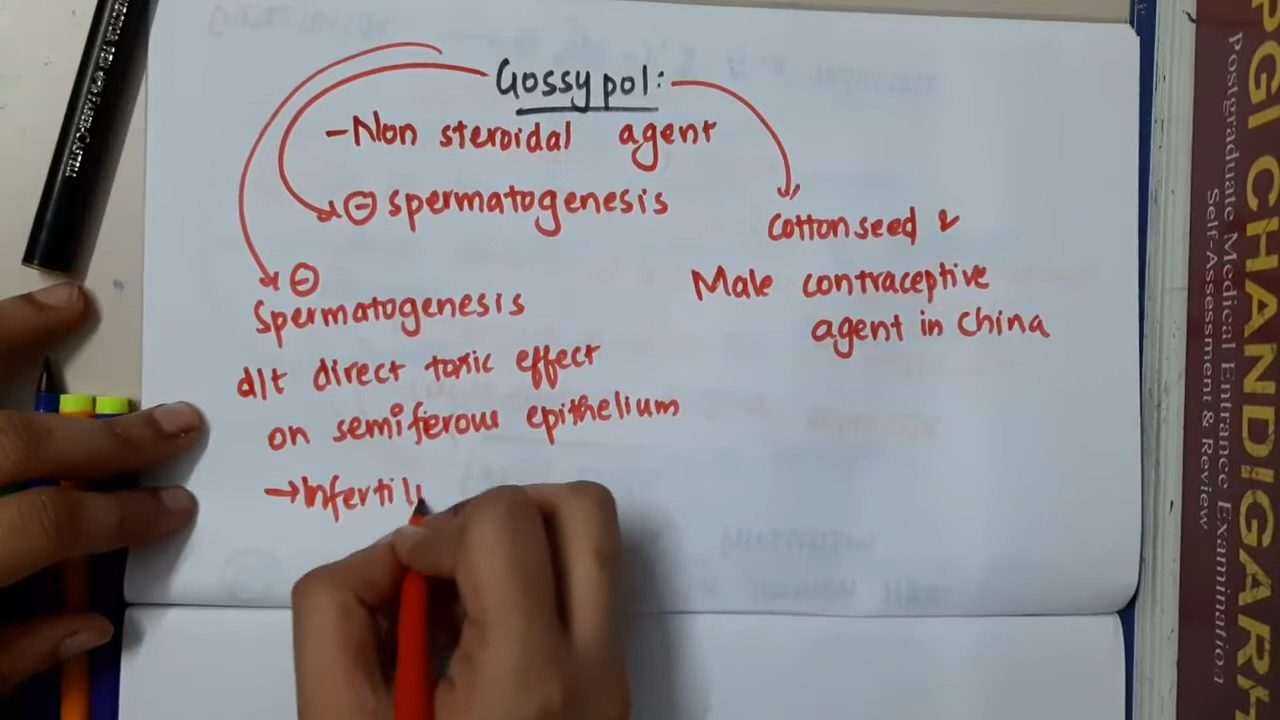 Gossypol:
-Non steroidal agent
⊖ spermatogenesis
Cotton seed &
Male contraceptive
agent in China
⊖
Spermatogenesis
d/t direct toxic effect
on semiferous epithelium
→Infertili
PGI CHANDIGARH
Postgraduate Medical Entrance Examination
Self-Assessment & Review